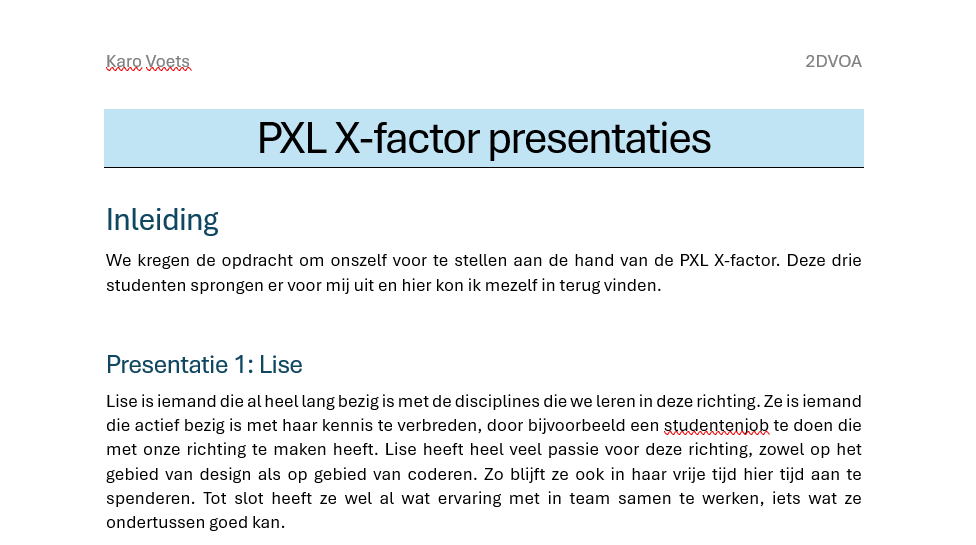 Karo Voets 2DVOA
PXL X-factor presentaties
Inleiding
We kregen de opdracht om onszelf voor te stellen aan de hand van de PXL X-factor. Deze drie
studenten sprongen er voor mij uit en hier kon ik mezelf in terug vinden.
Presentatie 1: Lise
Lise is iemand die al heel lang bezig is met de disciplines die we leren in deze richting. Ze is iemand
die actief bezig is met haar kennis te verbreden, door bijvoorbeeld een studentenjob te doen die
met onze richting te maken heeft. Lise heeft heel veel passie voor deze richting, zowel op het
gebied van design als op gebied van coderen. Zo blijft ze ook in haar vrije tijd hier tijd aan te
spenderen. Tot slot heeft ze wel al wat ervaring met in team samen te werken, iets wat ze
ondertussen goed kan.